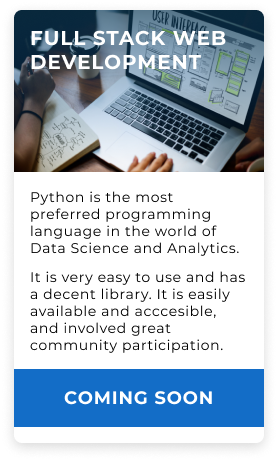 FULL STACK WEB
DEVELOPMENT
USER INTERFACE
Python is the most
preferred programming
language in the world of
Data Science and Analytics.
It is very easy to use and has
a decent library. It is easily
available and acccesible,
and involved great
community participation.
COMING SOON